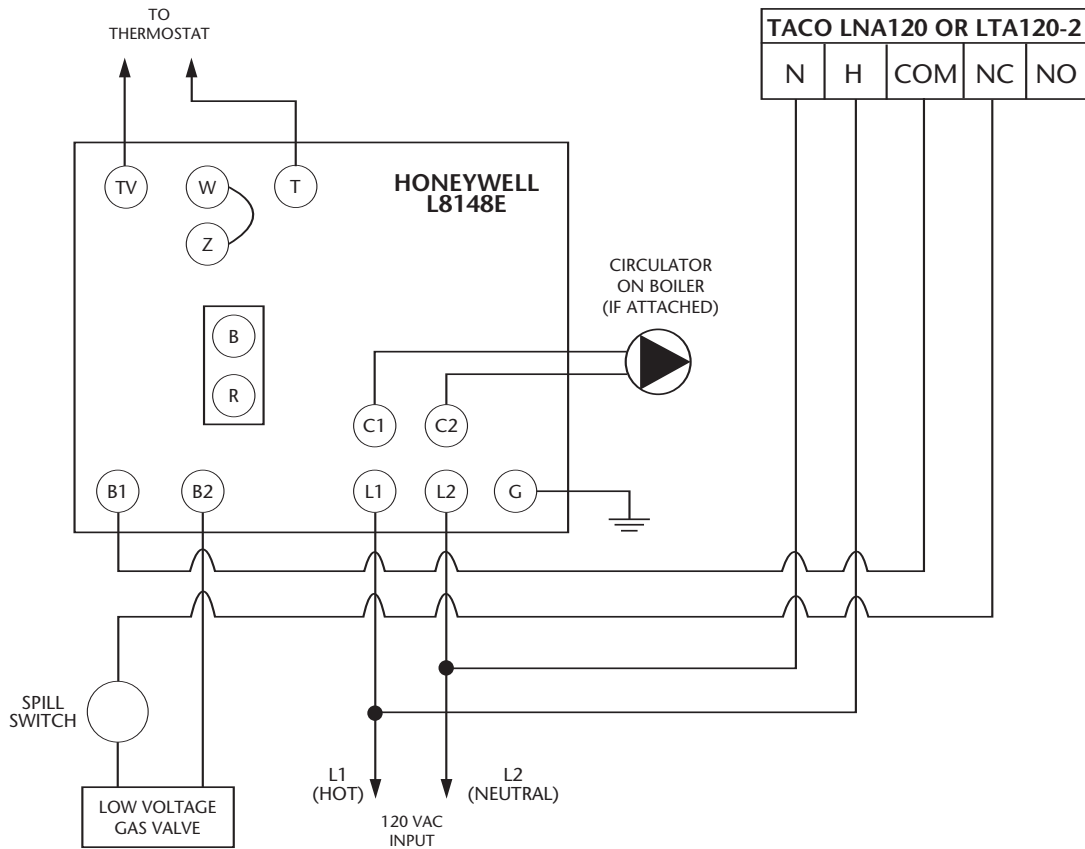 TO
THERMOSTAT
TACO LNA120 OR LTA120-2
N H COM NC NO
TV W T
HONEYWELL
L8148E
Z
CIRCULATOR
ON BOILER
(IF ATTACHED)
B
R
C1 C2
B1 B2 L1 L2 G
SPILL
SWITCH
L1
(HOT)
L2
(NEUTRAL)
LOW VOLTAGE
GAS VALVE
120 VAC
INPUT